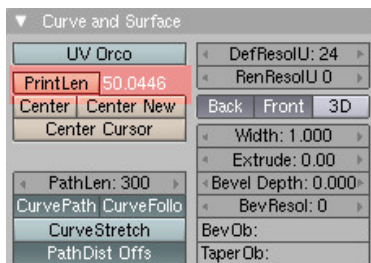 Curve and Surface
UV Orco
DefResolU: 24
PrintLen 50.0446
RenResolU 0
Center Center New
Back Front 3D
Center Cursor
Width: 1.000
Extrude: 0.00
PathLen: 300
Bevel Depth: 0.000
CurvePath CurveFollo
BevResol: 0
CurveStretch
BevOb:
PathDist Offs
TaperOb: